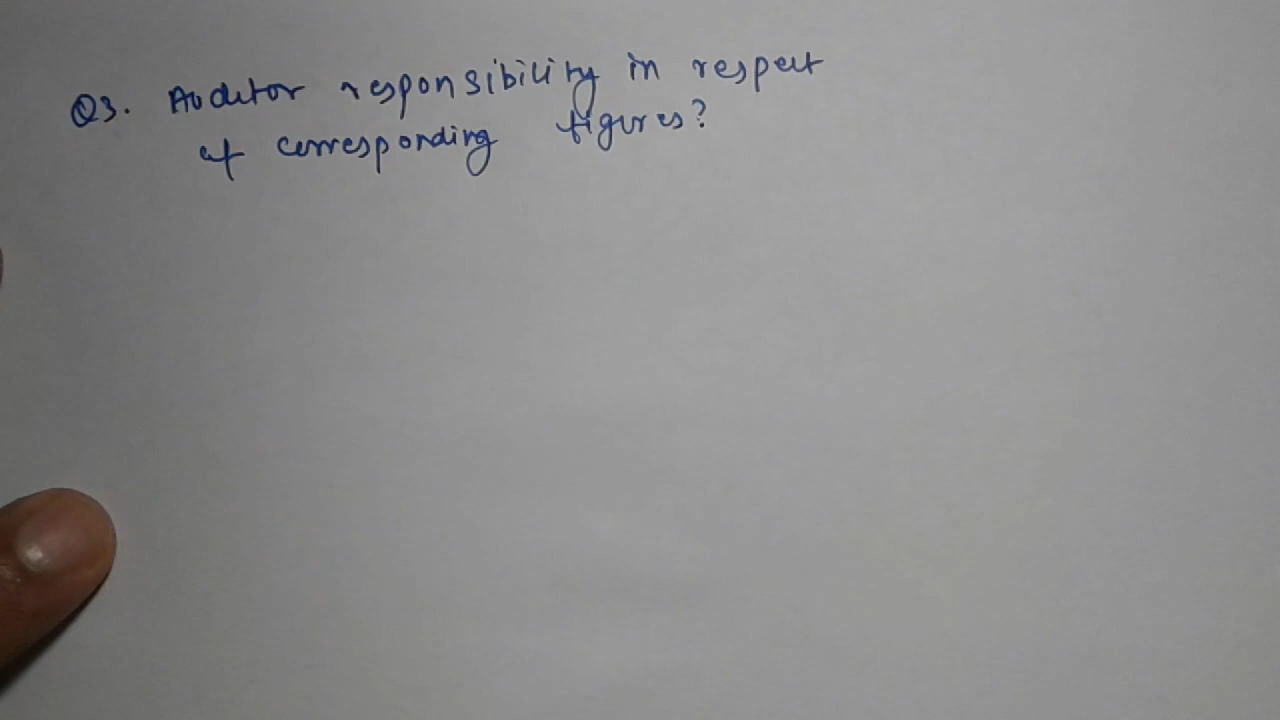 Q3. Auditor responsibility in respect
of corresponding figures?